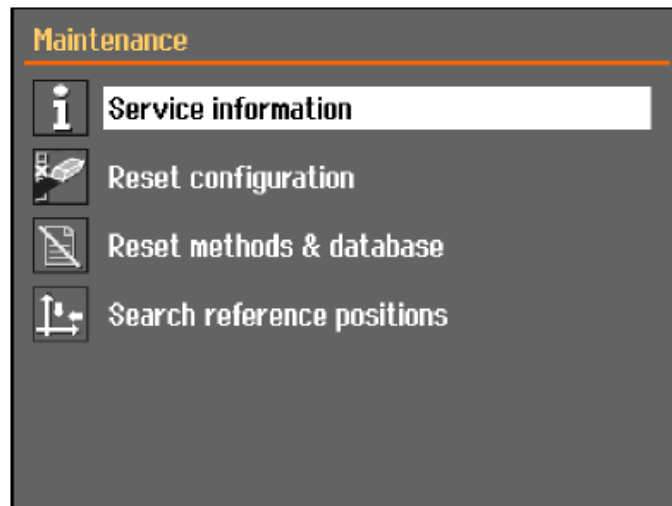 Maintenance
Service information
Reset configuration
Reset methods & database
Search reference positions